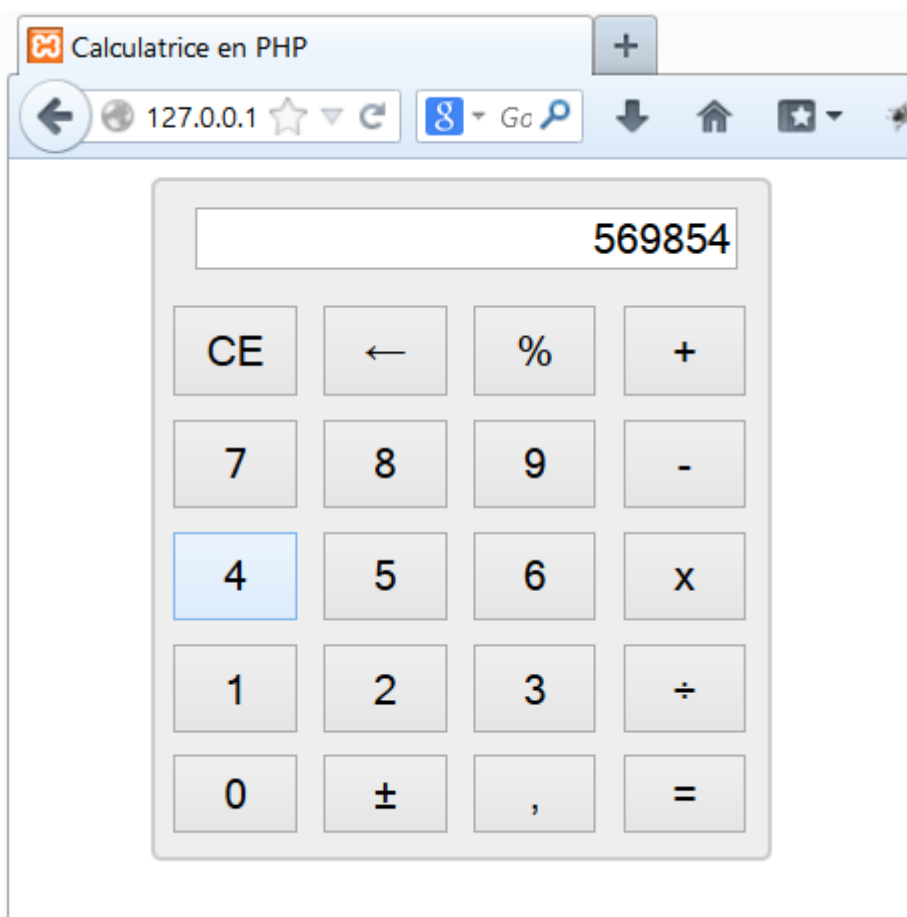 Calculatrice en PHP +
127.0.0.1 8 Go
569854
CE ← % +
7 8 9 -
4 5 6 x
1 2 3 ÷
0 ± , =